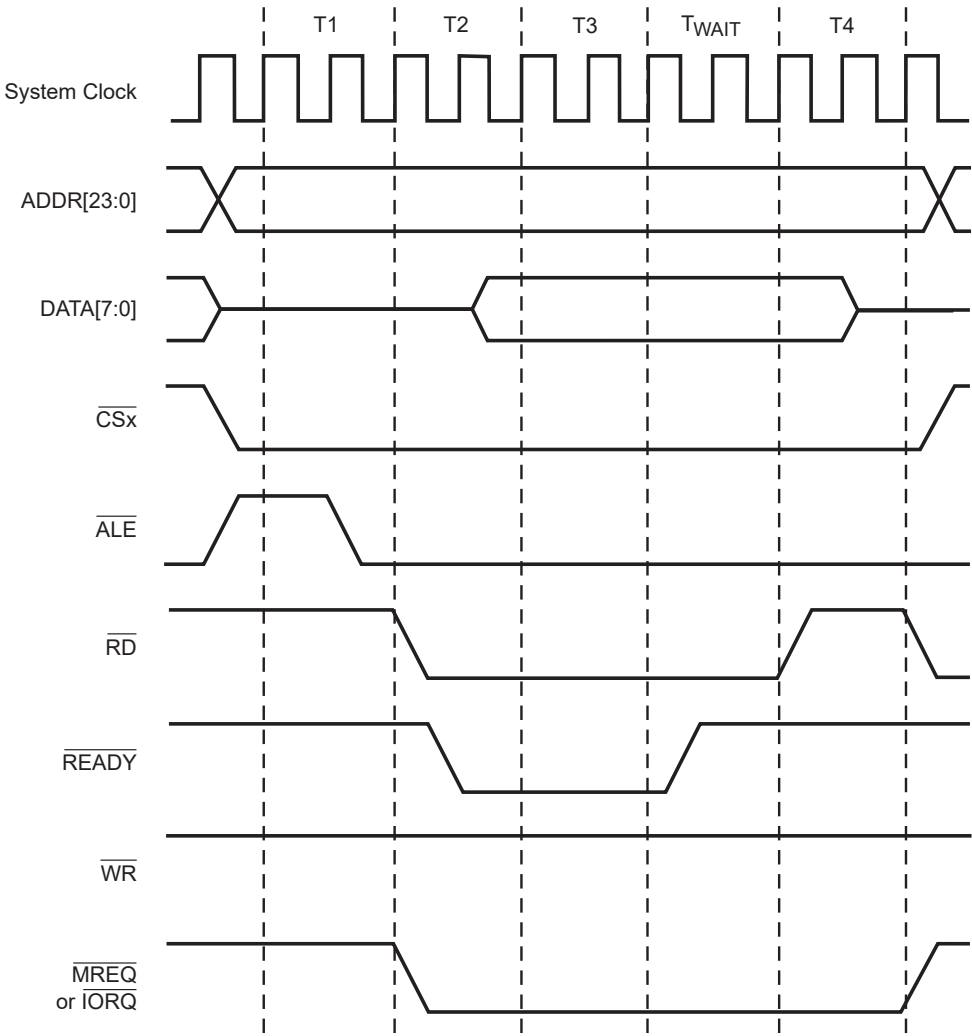 T1 T2 T3 TWAIT T4
System Clock
ADDR[23:0]
DATA[7:0]
CSx
ALE
RD
READY
WR
MREQ
or IORQ